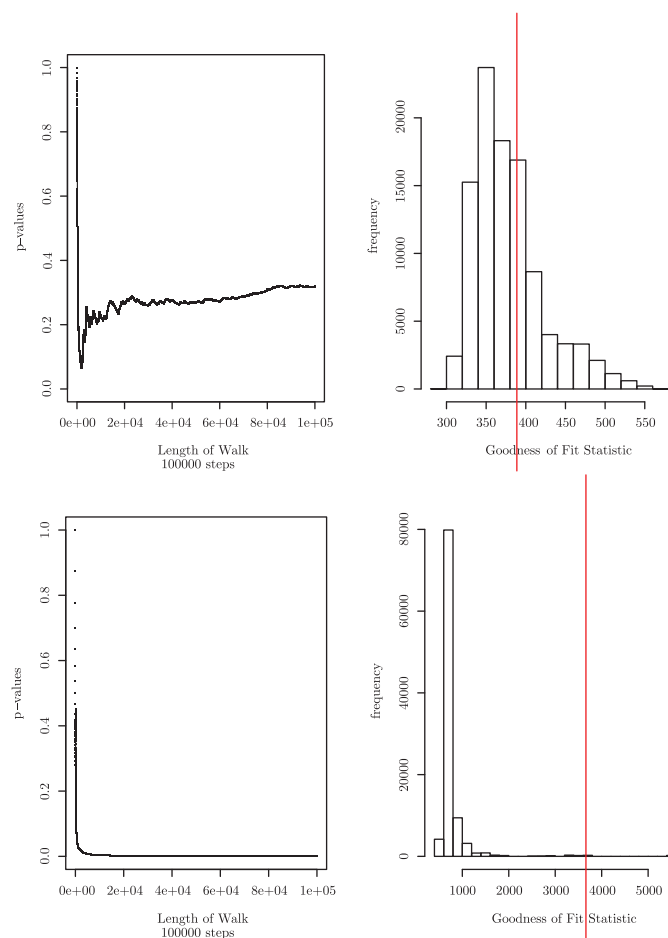 1.0
0.8
0.6
0.4
0.2
0.0
p−values
0e+00 2e+04 4e+04 6e+04 8e+04 1e+05
Length of Walk
100000 steps
20000
15000
10000
5000
0
frequency
300 350 400 450 500 550
Goodness of Fit Statistic
1.0
0.8
0.6
0.4
0.2
0.0
p−values
0e+00 2e+04 4e+04 6e+04 8e+04 1e+05
Length of Walk
100000 steps
80000
60000
40000
20000
0
frequency
1000 2000 3000 4000 5000
Goodness of Fit Statistic